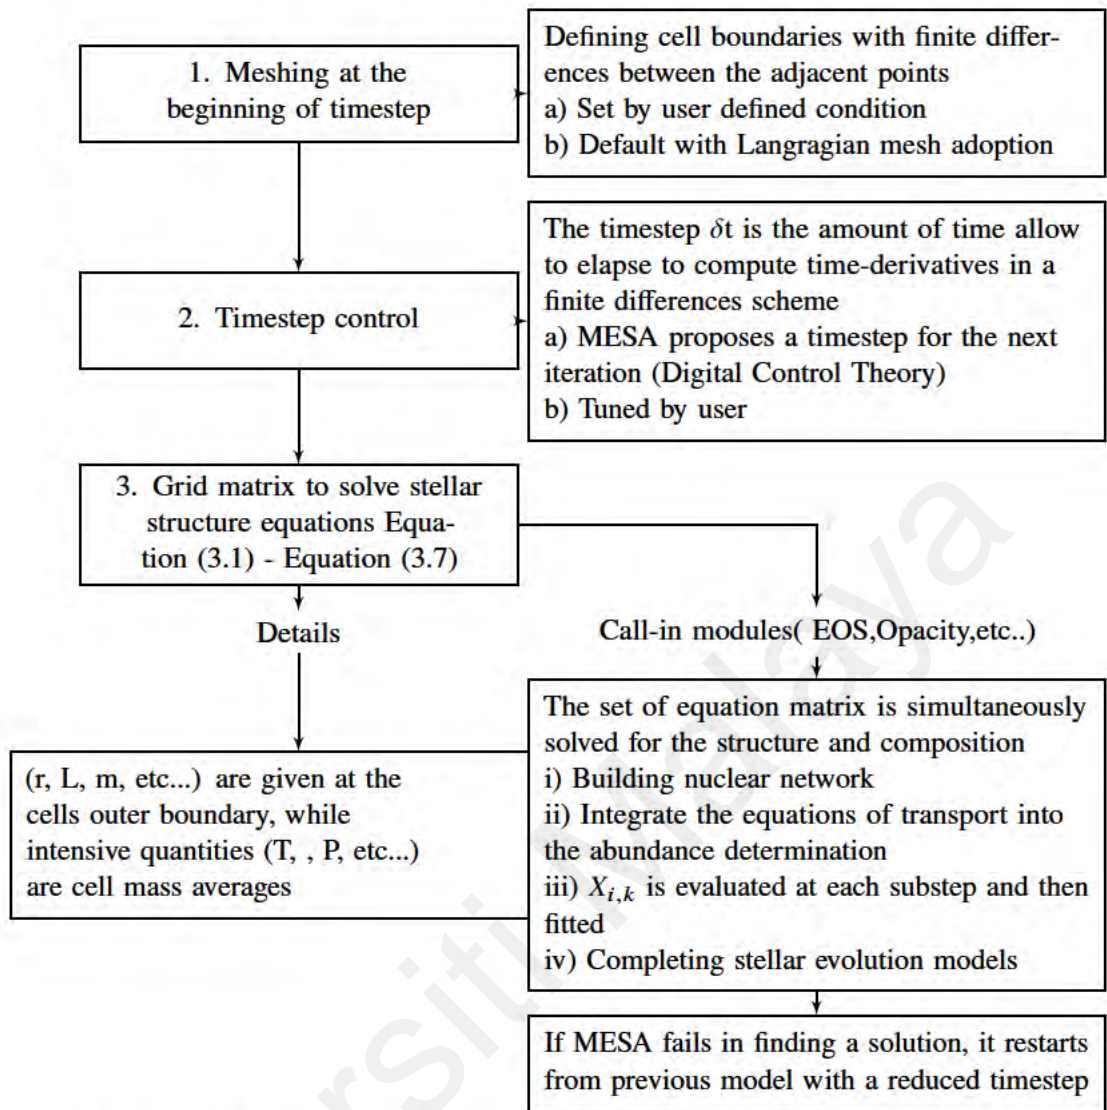 1. Meshing at the
beginning of timestep
Defining cell boundaries with finite differ-
ences between the adjacent points
a) Set by user defined condition
b) Default with Langragian mesh adoption
2. Timestep control
The timestep δt is the amount of time allow
to elapse to compute time-derivatives in a
finite differences scheme
a) MESA proposes a timestep for the next
iteration (Digital Control Theory)
b) Tuned by user
3. Grid matrix to solve stellar
structure equations Equa-
tion (3.1) - Equation (3.7)
Details
Call-in modules( EOS,Opacity,etc..)
(r, L, m, etc...) are given at the
cells outer boundary, while
intensive quantities (T, , P, etc...)
are cell mass averages
The set of equation matrix is simultaneously
solved for the structure and composition
i) Building nuclear network
ii) Integrate the equations of transport into
the abundance determination
iii) X_{i,k} is evaluated at each substep and then
fitted
iv) Completing stellar evolution models
If MESA fails in finding a solution, it restarts
from previous model with a reduced timestep
rsiti Malaya